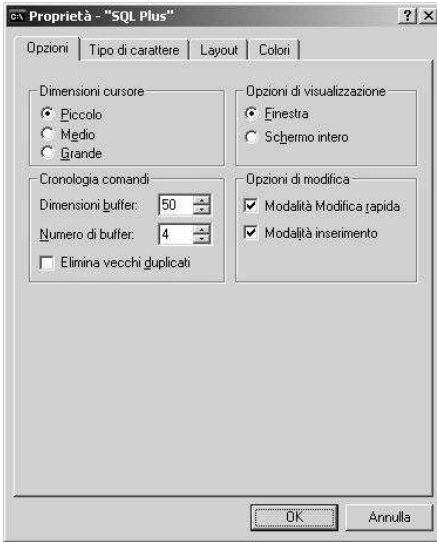 Proprietà - "SQL Plus"
Opzioni Tipo di carattere Layout Colori
Dimensioni cursore
Piccolo
Medio
Grande
Opzioni di visualizzazione
Finestra
Schermo intero
Cronologia comandi
Dimensioni buffer: 50
Numero di buffer: 4
Elimina vecchi duplicati
Opzioni di modifica
Modalità Modifica rapida
Modalità inserimento
OK Annulla